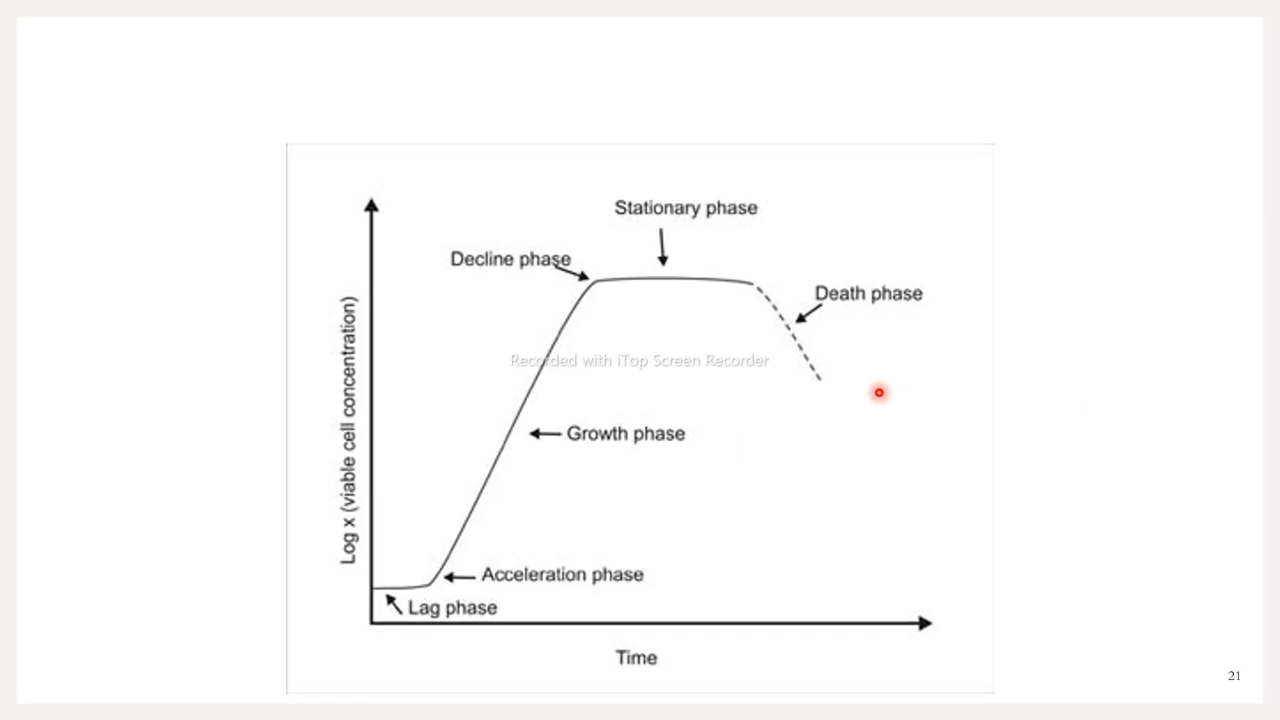 Stationary phase
Decline phase
Death phase
Log x (viable cell concentration)
Recorded with iTop Screen Recorder
Growth phase
Acceleration phase
Lag phase
Time
21